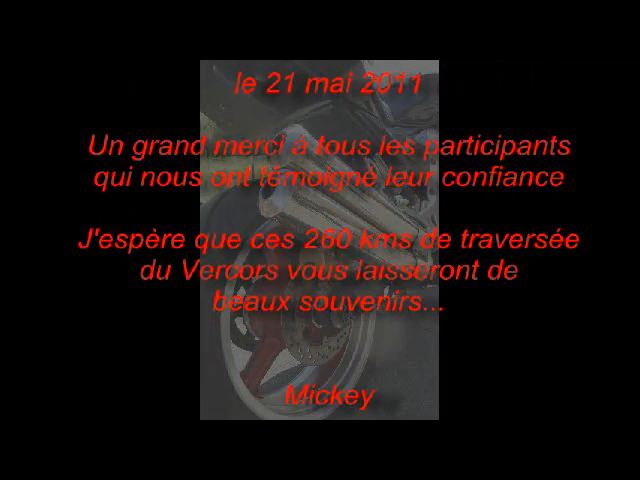 le 21 mai 2011
Un grand merci à tous les participants
qui nous ont témoigné leur confiance
J'espère que ces 260 kms de traversée
du Vercors vous laisseront de
beaux souvenirs...
Mickey